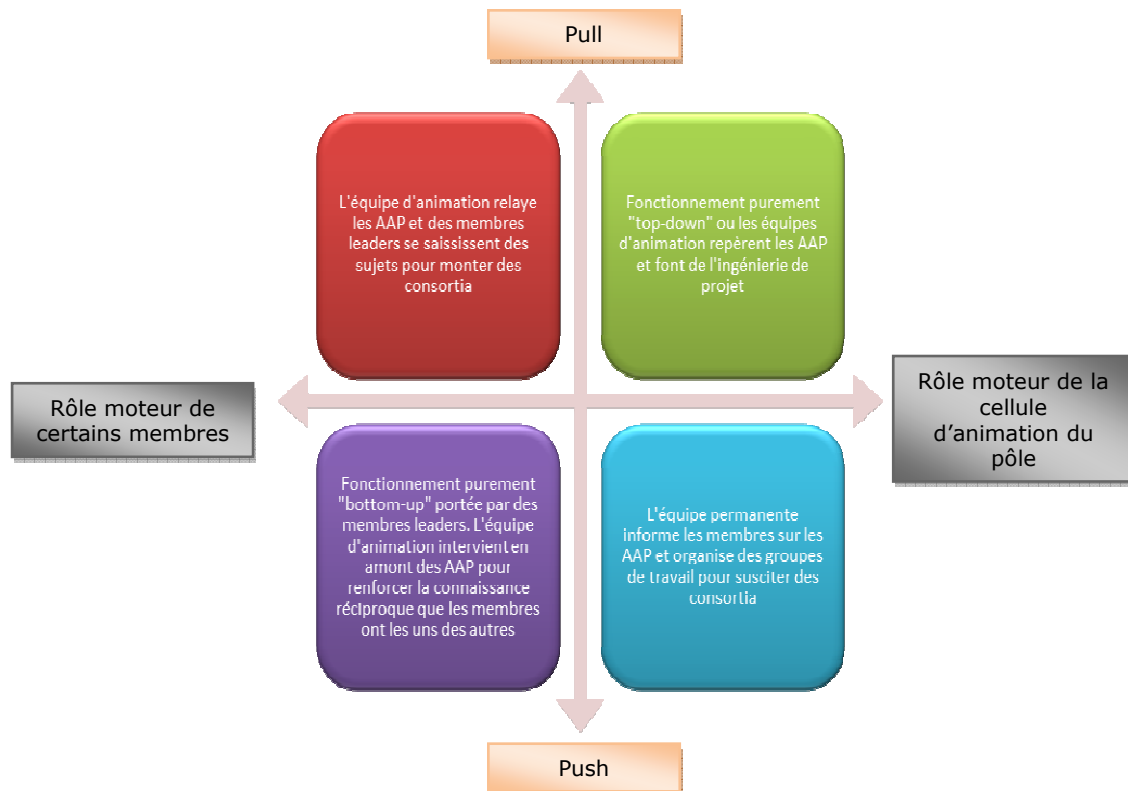 Pull
L'équipe d'animation relaye
les AAP et des membres
leaders se saississent des
sujets pour monter des
consortia
Fonctionnement purement
"top-down" ou les équipes
d'animation repèrent les AAP
et font de l'ingénierie de
projet
Rôle moteur de
certains membres
Rôle moteur de la
cellule
d’animation du
pôle
Fonctionnement purement
"bottom-up" portée par des
membres leaders. L'équipe
d'animation intervient en
amont des AAP pour
renforcer la connaissance
réciproque que les membres
ont les uns des autres
L'équipe permanente
informe les membres sur les
AAP et organise des groupes
de travail pour susciter des
consortia
Push